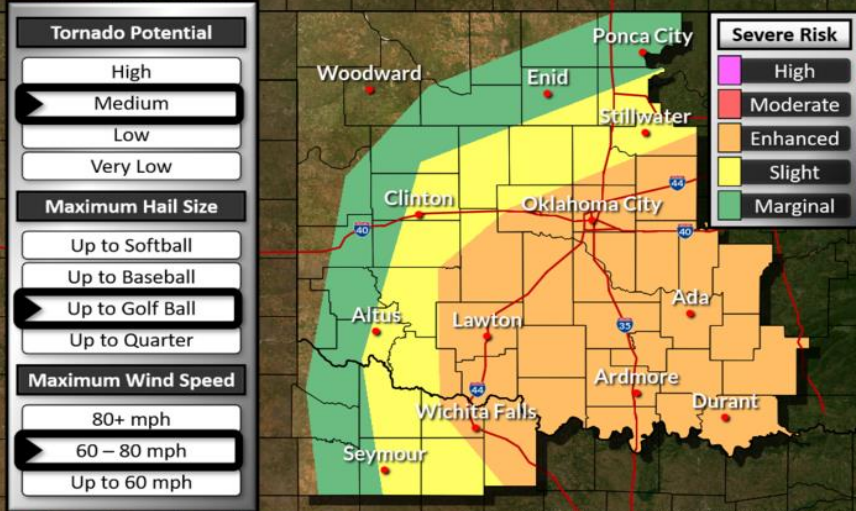 Tornado Potential
High
Medium
Low
Very Low
Maximum Hail Size
Up to Softball
Up to Baseball
Up to Golf Ball
Up to Quarter
Maximum Wind Speed
80+ mph
60 – 80 mph
Up to 60 mph
Ponca City
Woodward
Enid
Stillwater
44
Clinton
Oklahoma City
40
40
Ada
Altus
Lawton
35
Ardmore
44
Durant
Wichita Falls
Seymour
Severe Risk
High
Moderate
Enhanced
Slight
Marginal